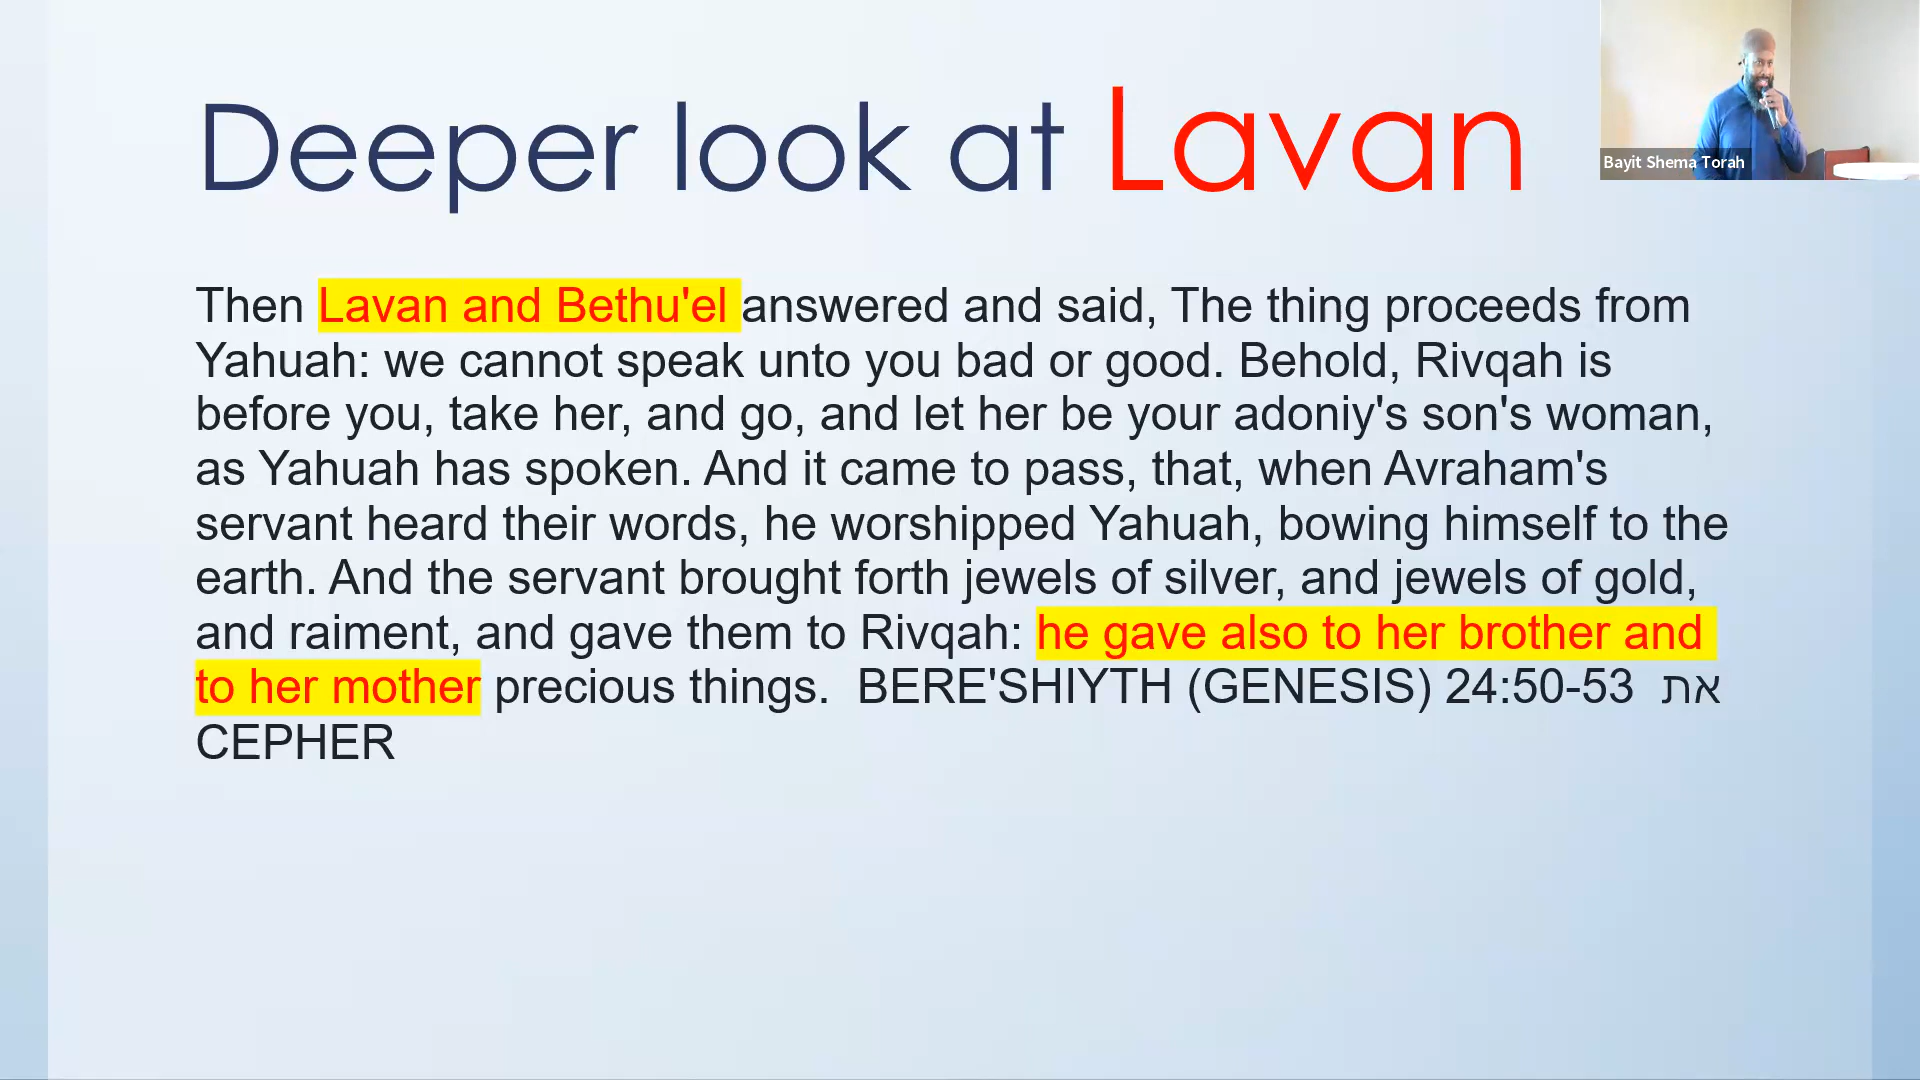 Deeper look at Lavan
Bayit Shema Torah
Then Lavan and Bethu'el answered and said, The thing proceeds from
Yahuah: we cannot speak unto you bad or good. Behold, Rivqah is
before you, take her, and go, and let her be your adoniy's son's woman,
as Yahuah has spoken. And it came to pass, that, when Avraham's
servant heard their words, he worshipped Yahuah, bowing himself to the
earth. And the servant brought forth jewels of silver, and jewels of gold,
and raiment, and gave them to Rivqah: he gave also to her brother and
to her mother precious things.  BERE'SHIYTH (GENESIS) 24:50-53  את
CEPHER